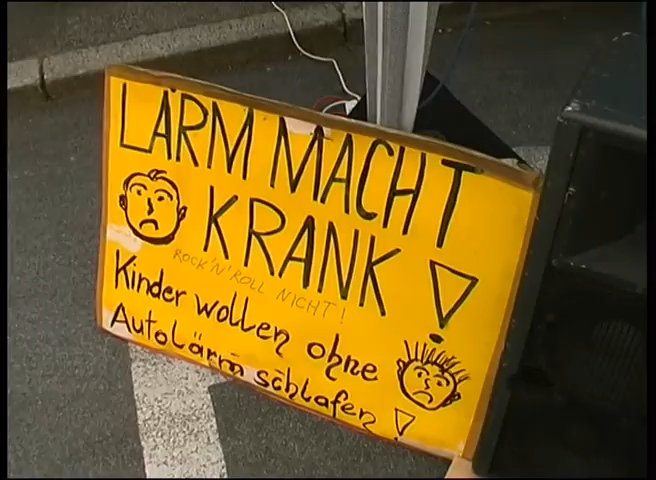 LÄRM MACHT
KRANK!
ROCK'N'ROLL NICHT!
Kinder wollen ohne
Autolärm schlafen!